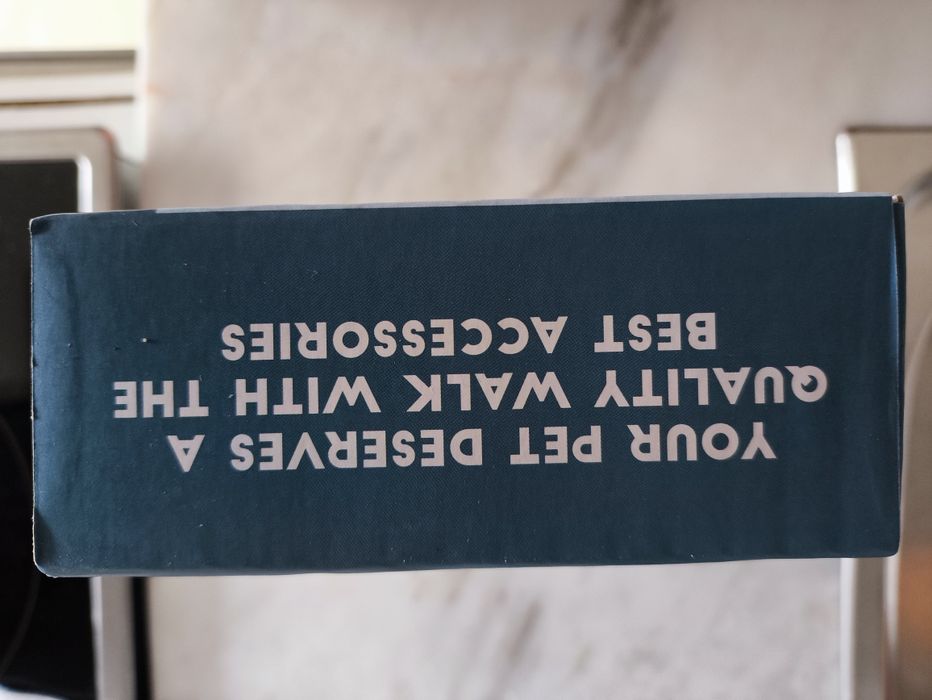 YOUR PET DESERVES A
QUALITY WALK WITH THE
BEST ACCESSORIES